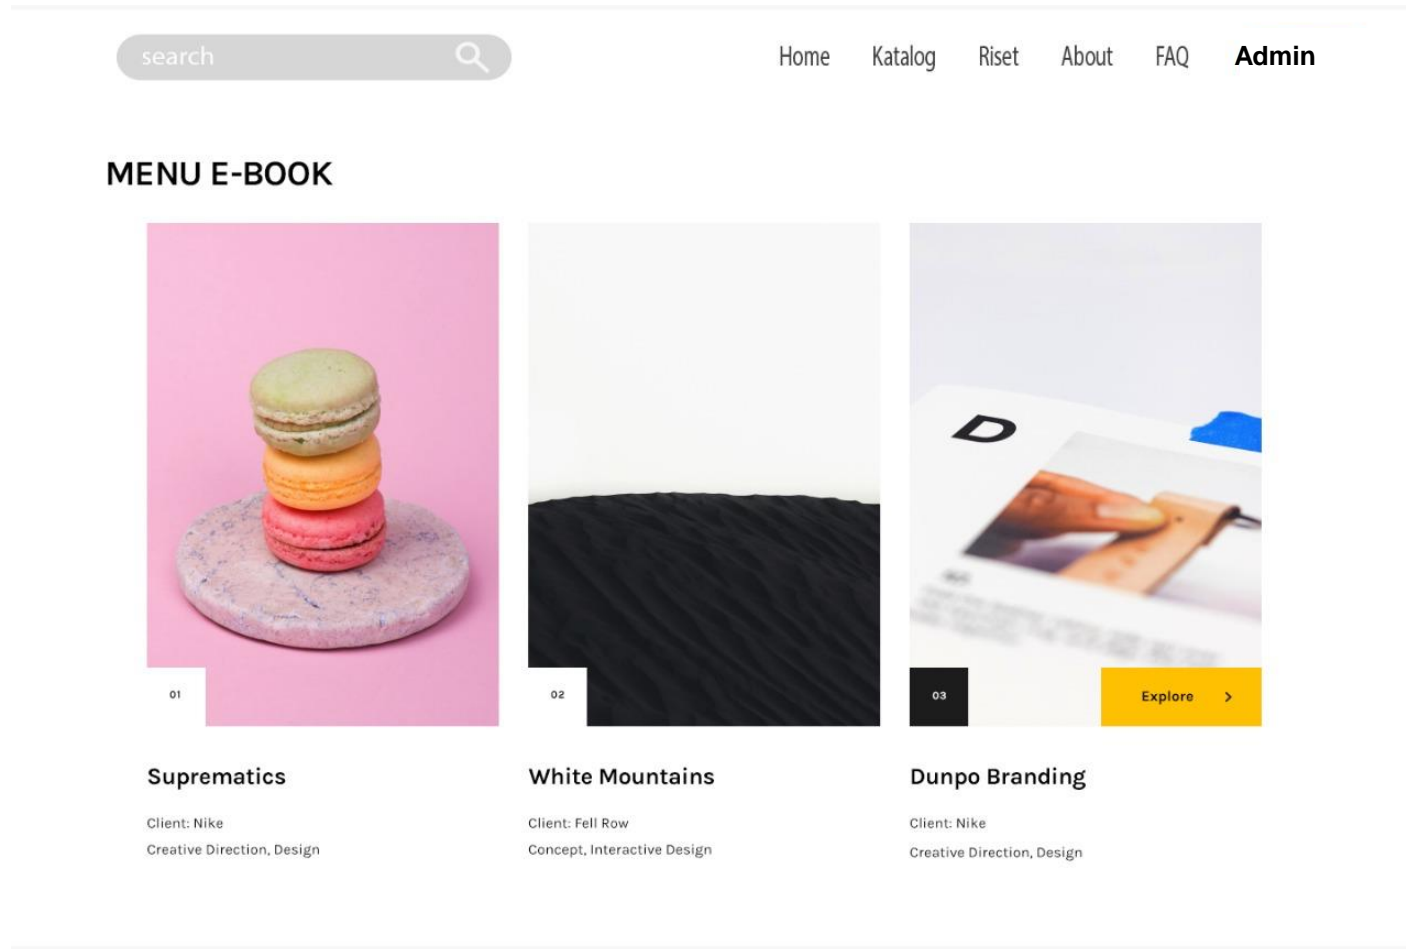 search
Home Katalog Riset About FAQ Admin
MENU E-BOOK
D
01
02
03
Explore
Suprematics
White Mountains
Dunpo Branding
Client: Nike
Client: Fell Row
Client: Nike
Creative Direction, Design
Concept, Interactive Design
Creative Direction, Design